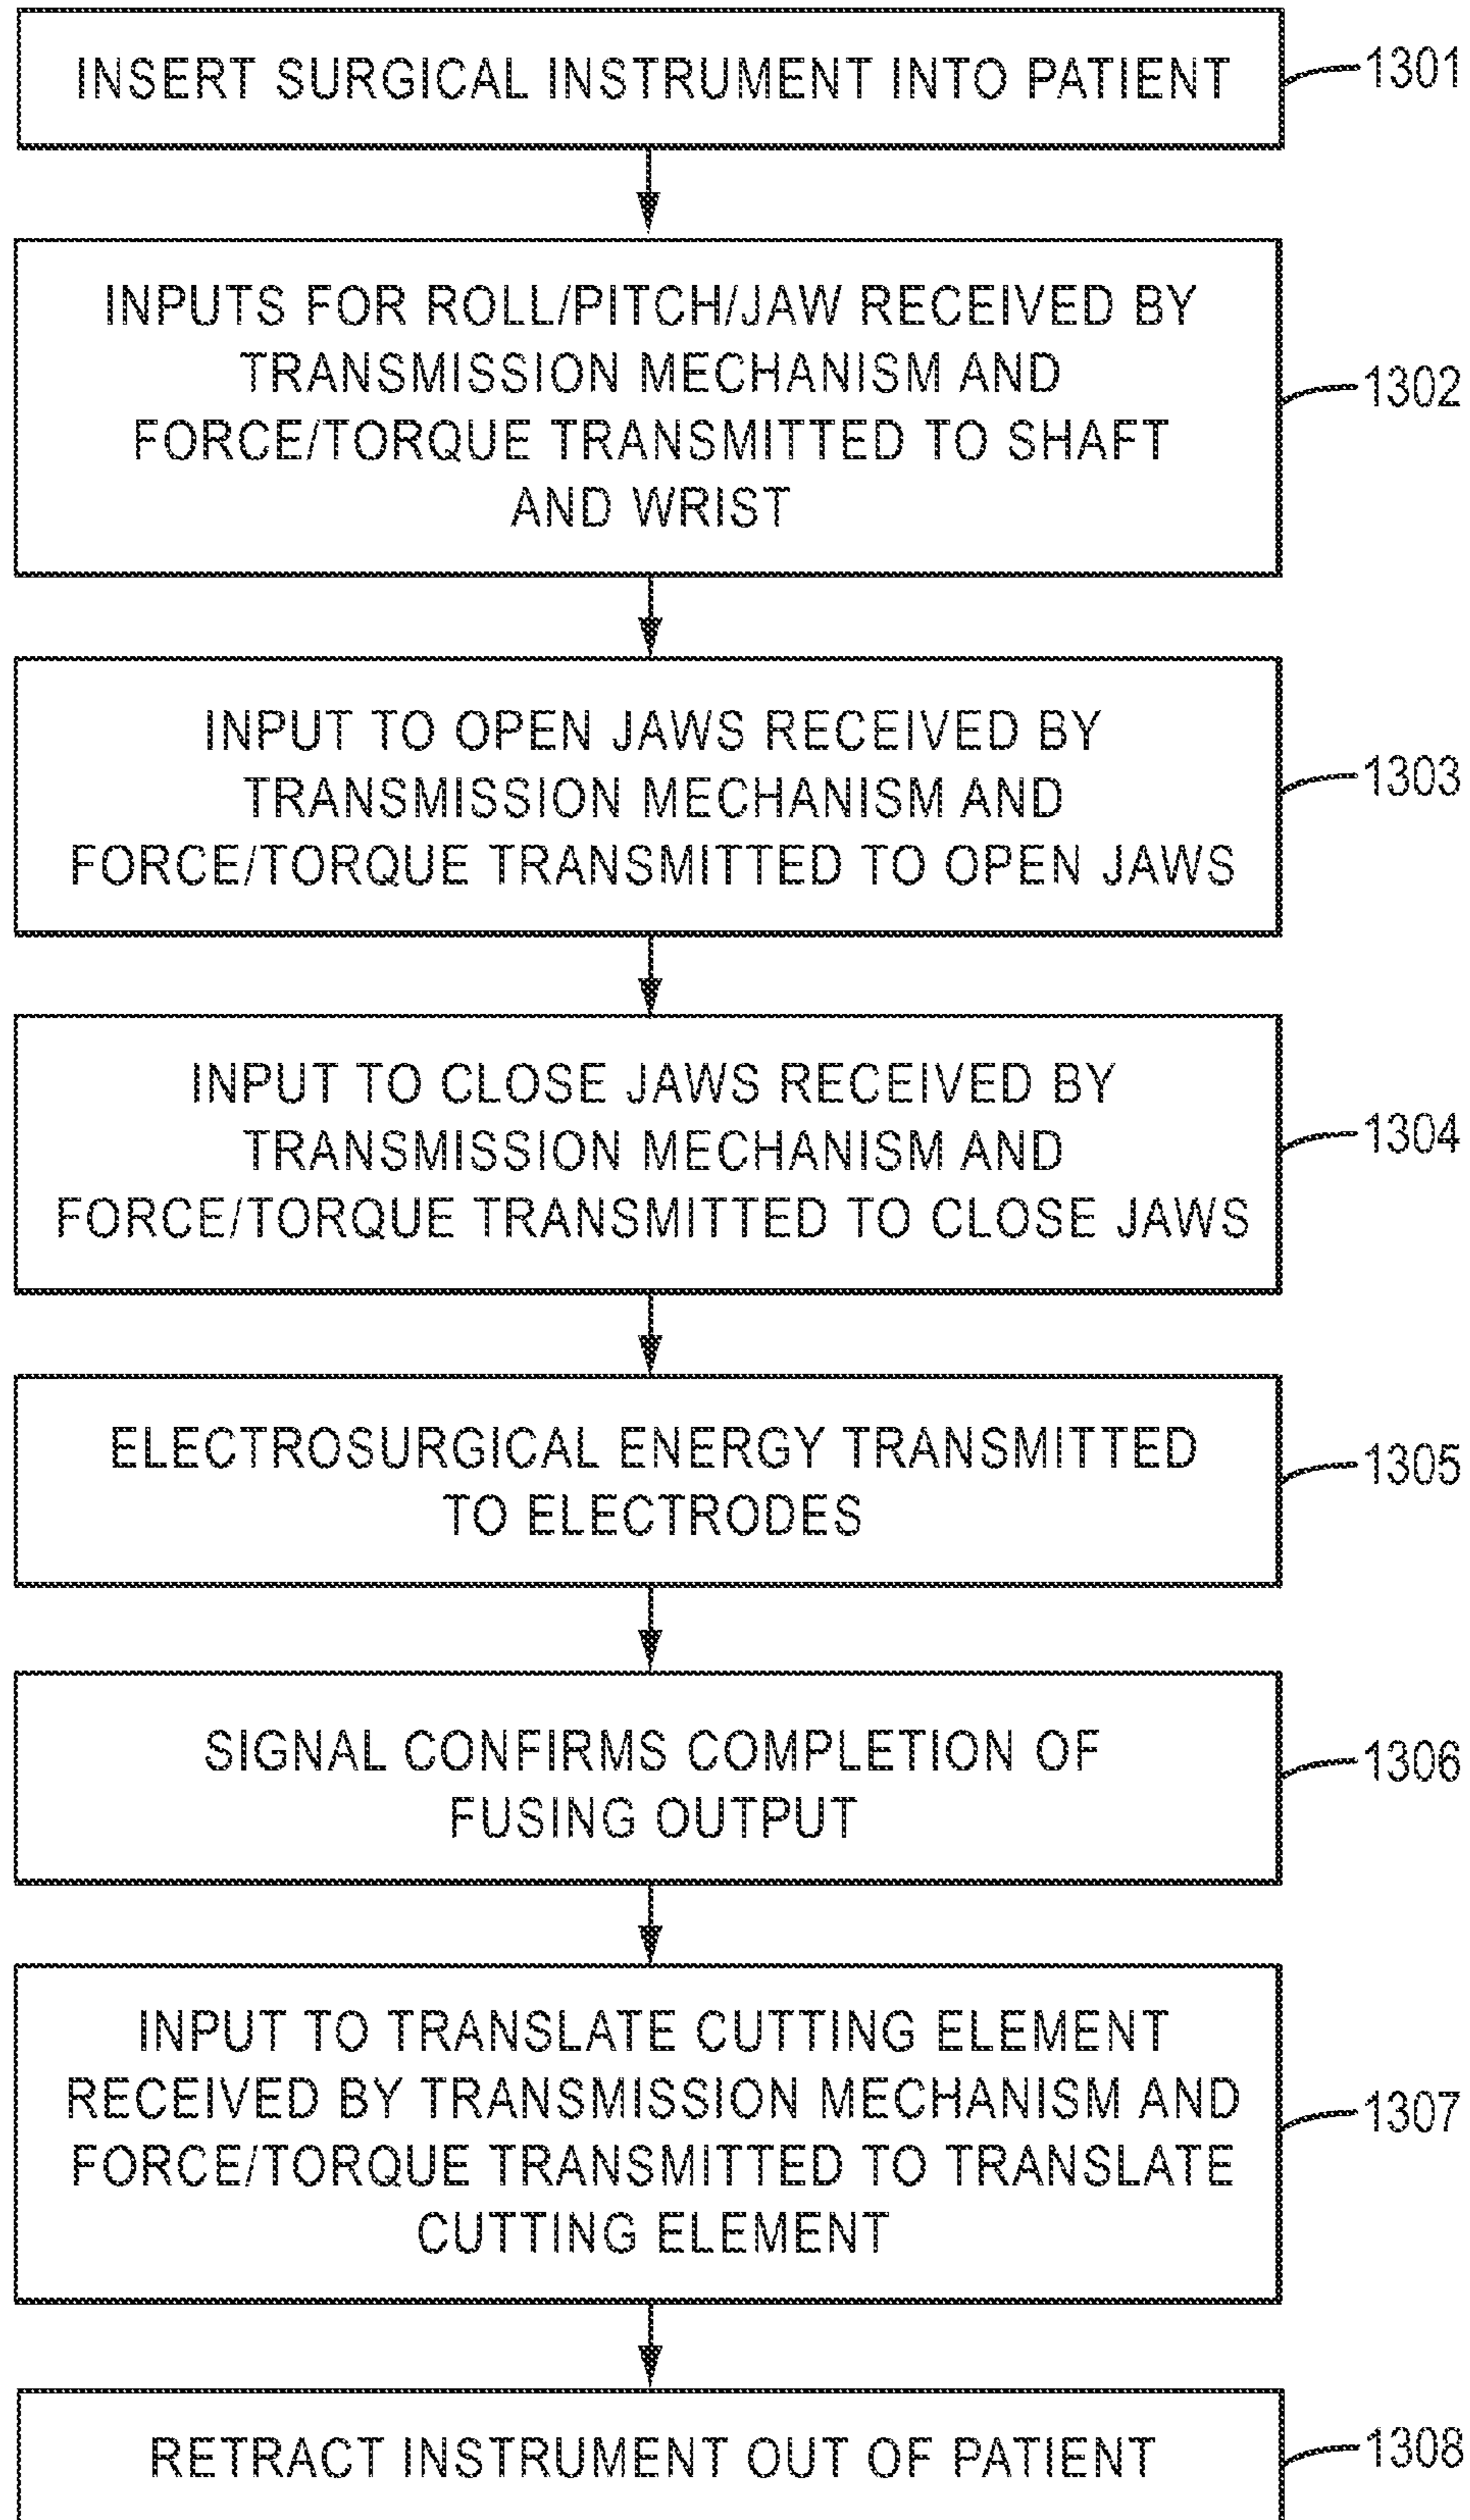 INSERT SURGICAL INSTRUMENT INTO PATIENT
1301
INPUTS FOR ROLL/PITCH/JAW RECEIVED BY
TRANSMISSION MECHANISM AND
FORCE/TORQUE TRANSMITTED TO SHAFT
AND WRIST
1302
INPUT TO OPEN JAWS RECEIVED BY
TRANSMISSION MECHANISM AND
FORCE/TORQUE TRANSMITTED TO OPEN JAWS
1303
INPUT TO CLOSE JAWS RECEIVED BY
TRANSMISSION MECHANISM AND
FORCE/TORQUE TRANSMITTED TO CLOSE JAWS
1304
ELECTROSURGICAL ENERGY TRANSMITTED
TO ELECTRODES
1305
SIGNAL CONFIRMS COMPLETION OF
FUSING OUTPUT
1306
INPUT TO TRANSLATE CUTTING ELEMENT
RECEIVED BY TRANSMISSION MECHANISM AND
FORCE/TORQUE TRANSMITTED TO TRANSLATE
CUTTING ELEMENT
1307
RETRACT INSTRUMENT OUT OF PATIENT
1308